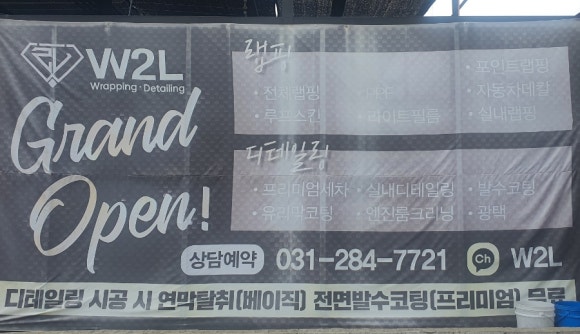 W2L
Wrapping · Detailing
Grand
Open!
랩핑
· 전체랩핑 · PPF · 포인트랩핑
· 루프스킨 · 라이트필름 · 자동차데칼
· 실내랩핑
디테일링
· 프리미엄세차 · 실내디테일링 · 발수코팅
· 유리막코팅 · 엔진룸크리닝 · 광택
상담예약 031-284-7721 Ch W2L
디테일링 시공 시 연막탈취(베이직) 전면발수코팅(프리미엄) 무료